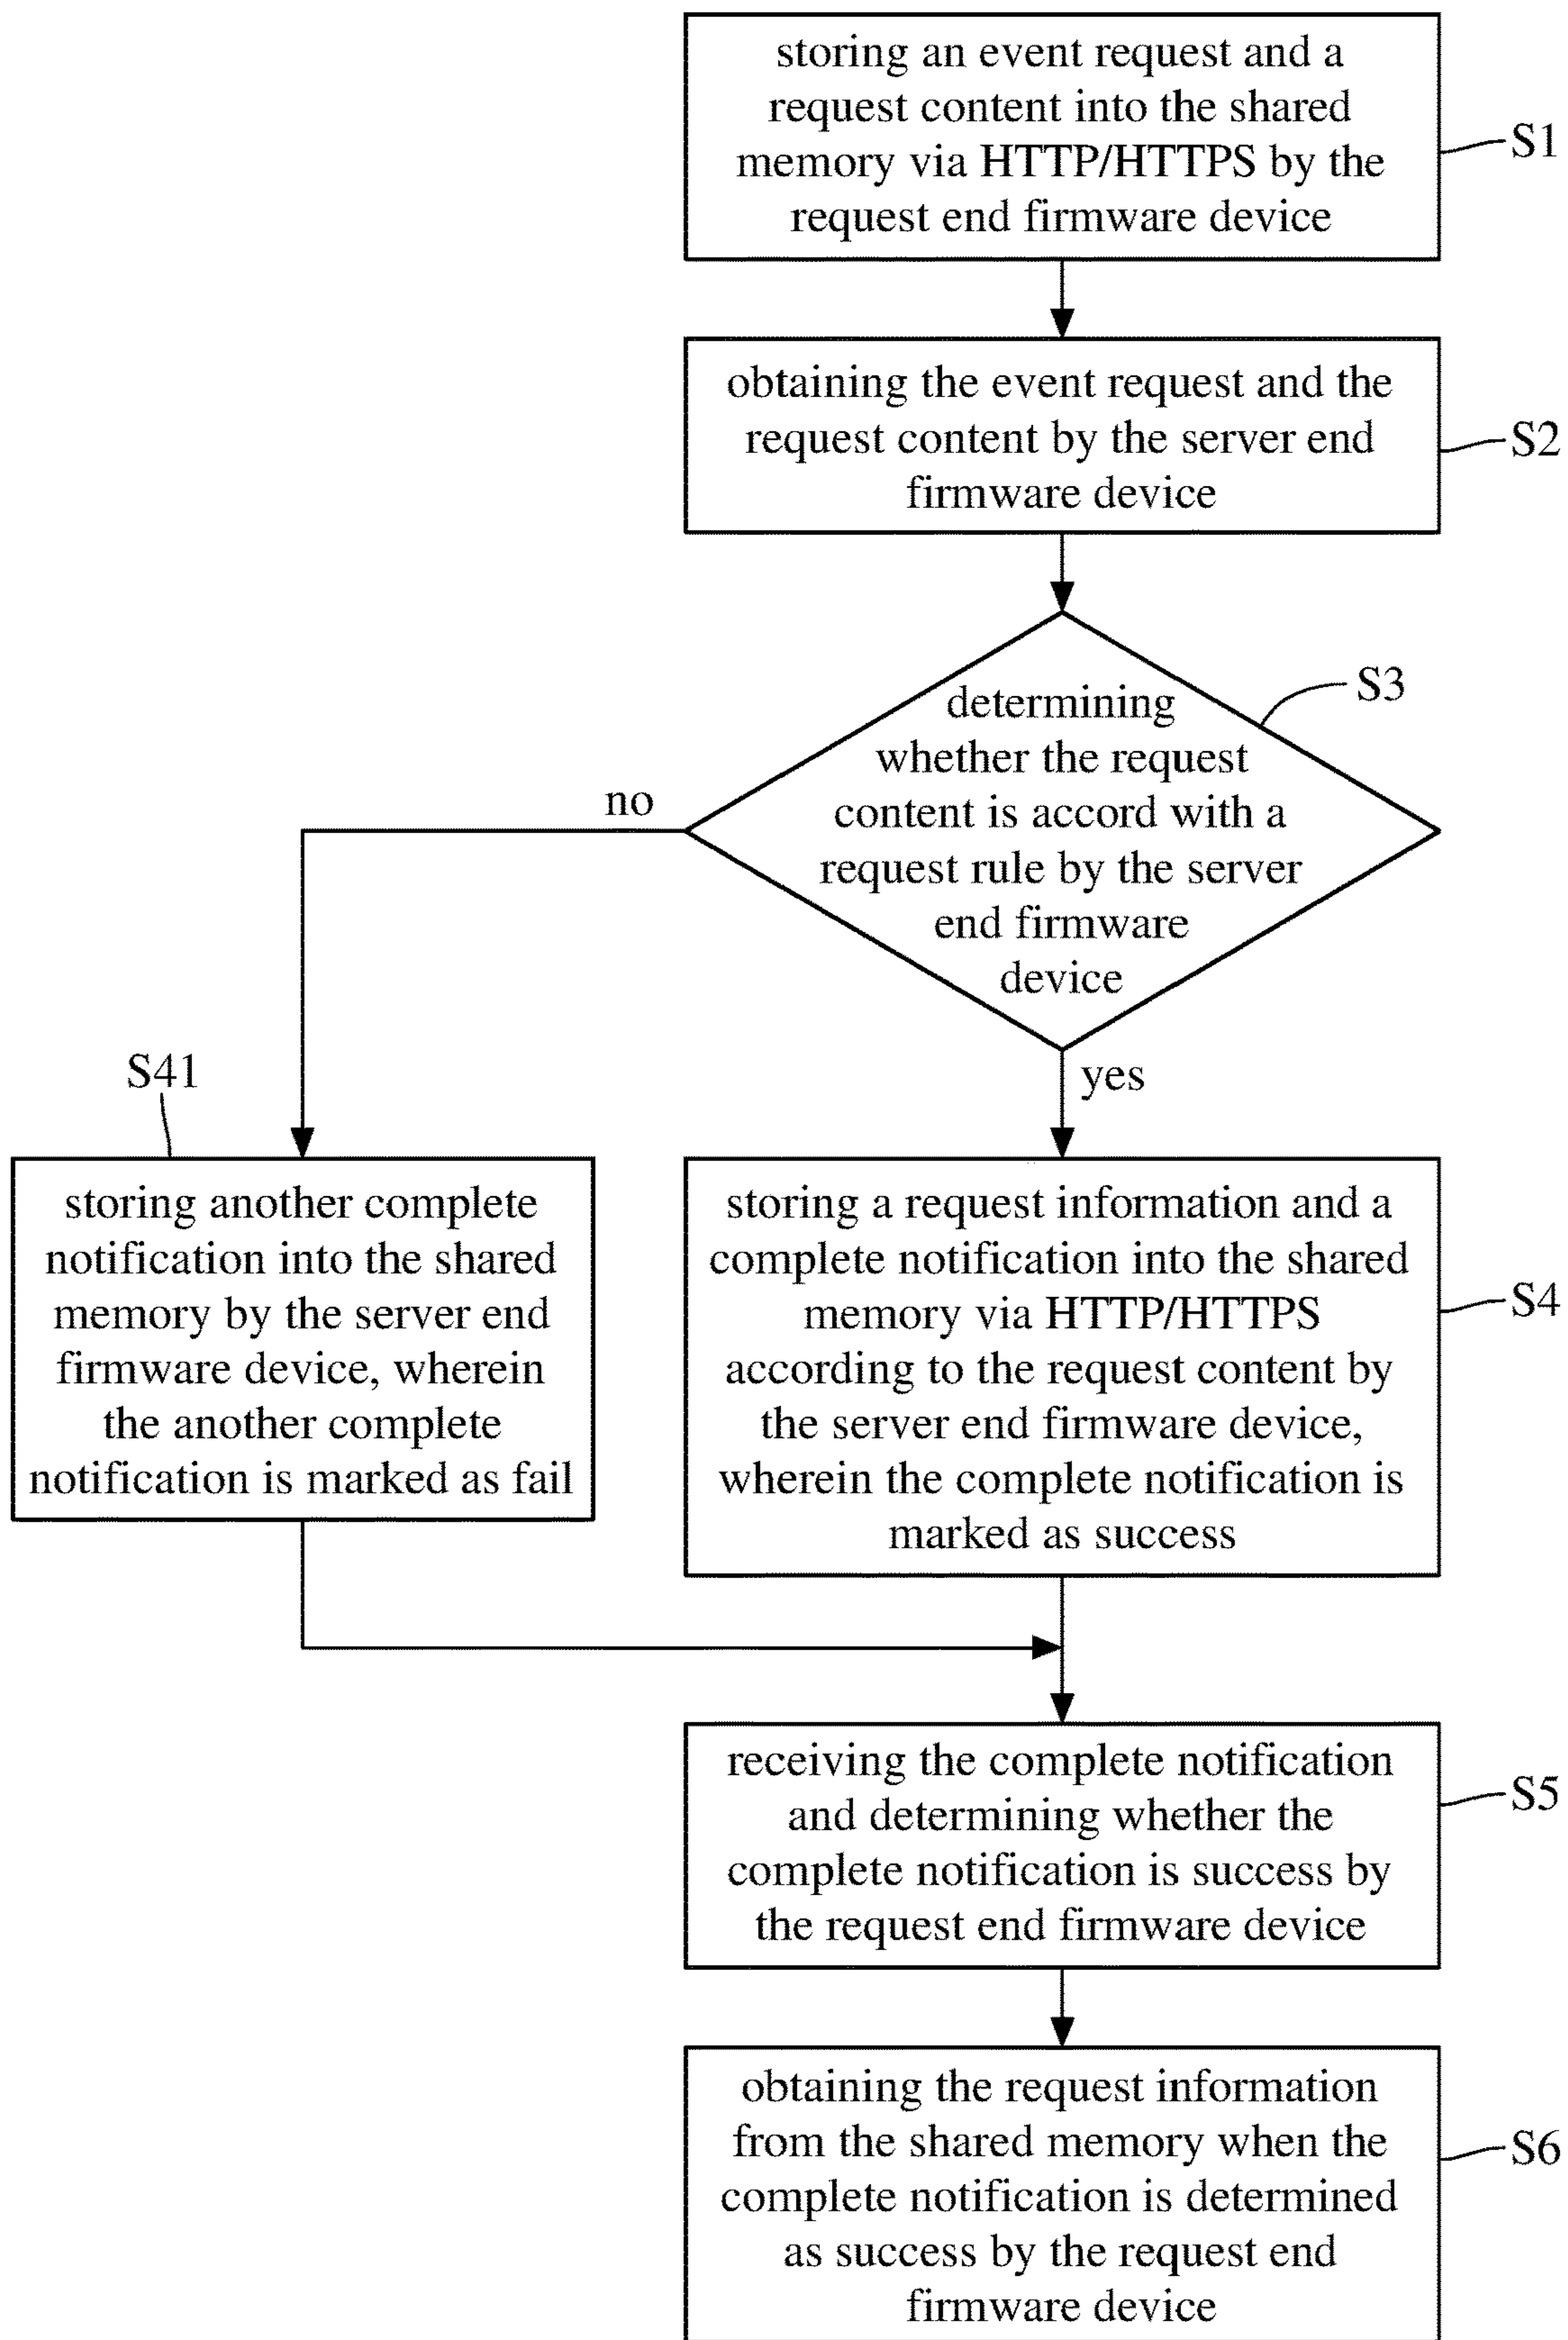 storing an event request and a
request content into the shared
memory via HTTP/HTTPS by the
request end firmware device
S1
obtaining the event request and the
request content by the server end
firmware device
S2
determining
whether the request
content is accord with a
request rule by the server
end firmware
device
S3
no
yes
S41
storing another complete
notification into the shared
memory by the server end
firmware device, wherein
the another complete
notification is marked as fail
storing a request information and a
complete notification into the shared
memory via HTTP/HTTPS
according to the request content by
the server end firmware device,
wherein the complete notification is
marked as success
S4
receiving the complete notification
and determining whether the
complete notification is success by
the request end firmware device
S5
obtaining the request information
from the shared memory when the
complete notification is determined
as success by the request end
firmware device
S6